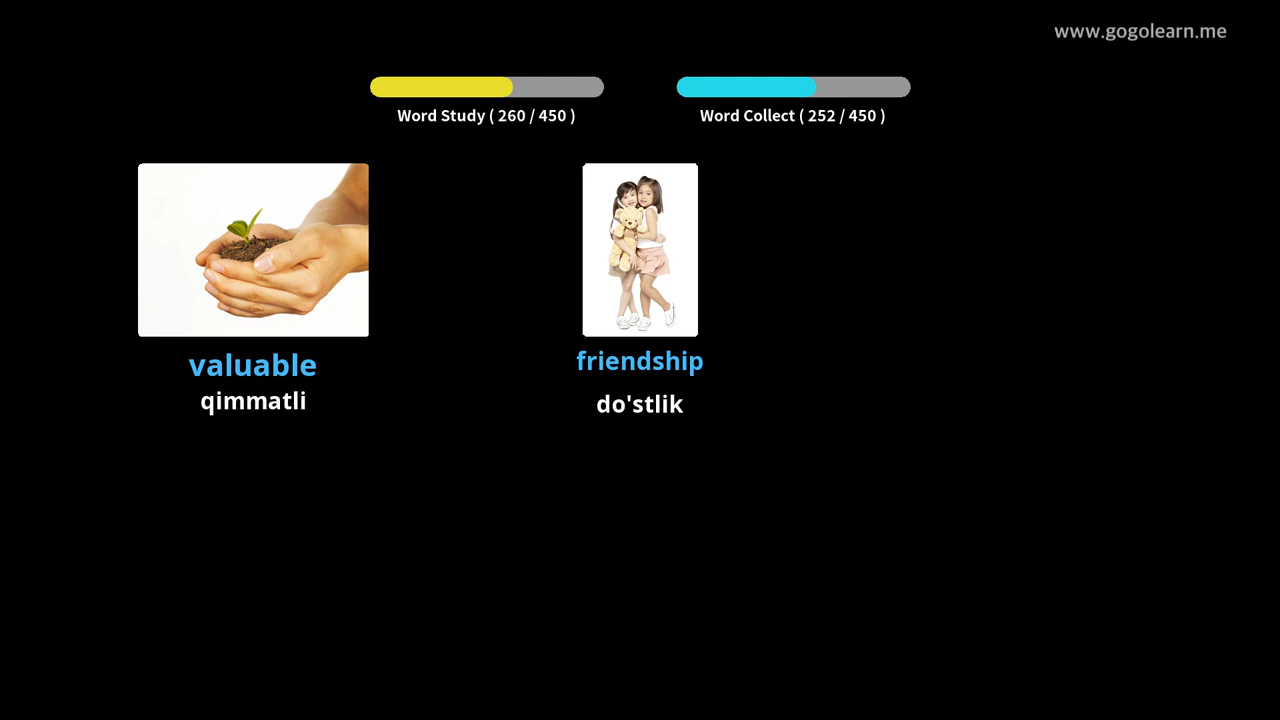 www.gogolearn.me
Word Study ( 260 / 450 )
Word Collect ( 252 / 450 )
valuable
qimmatli
friendship
do'stlik